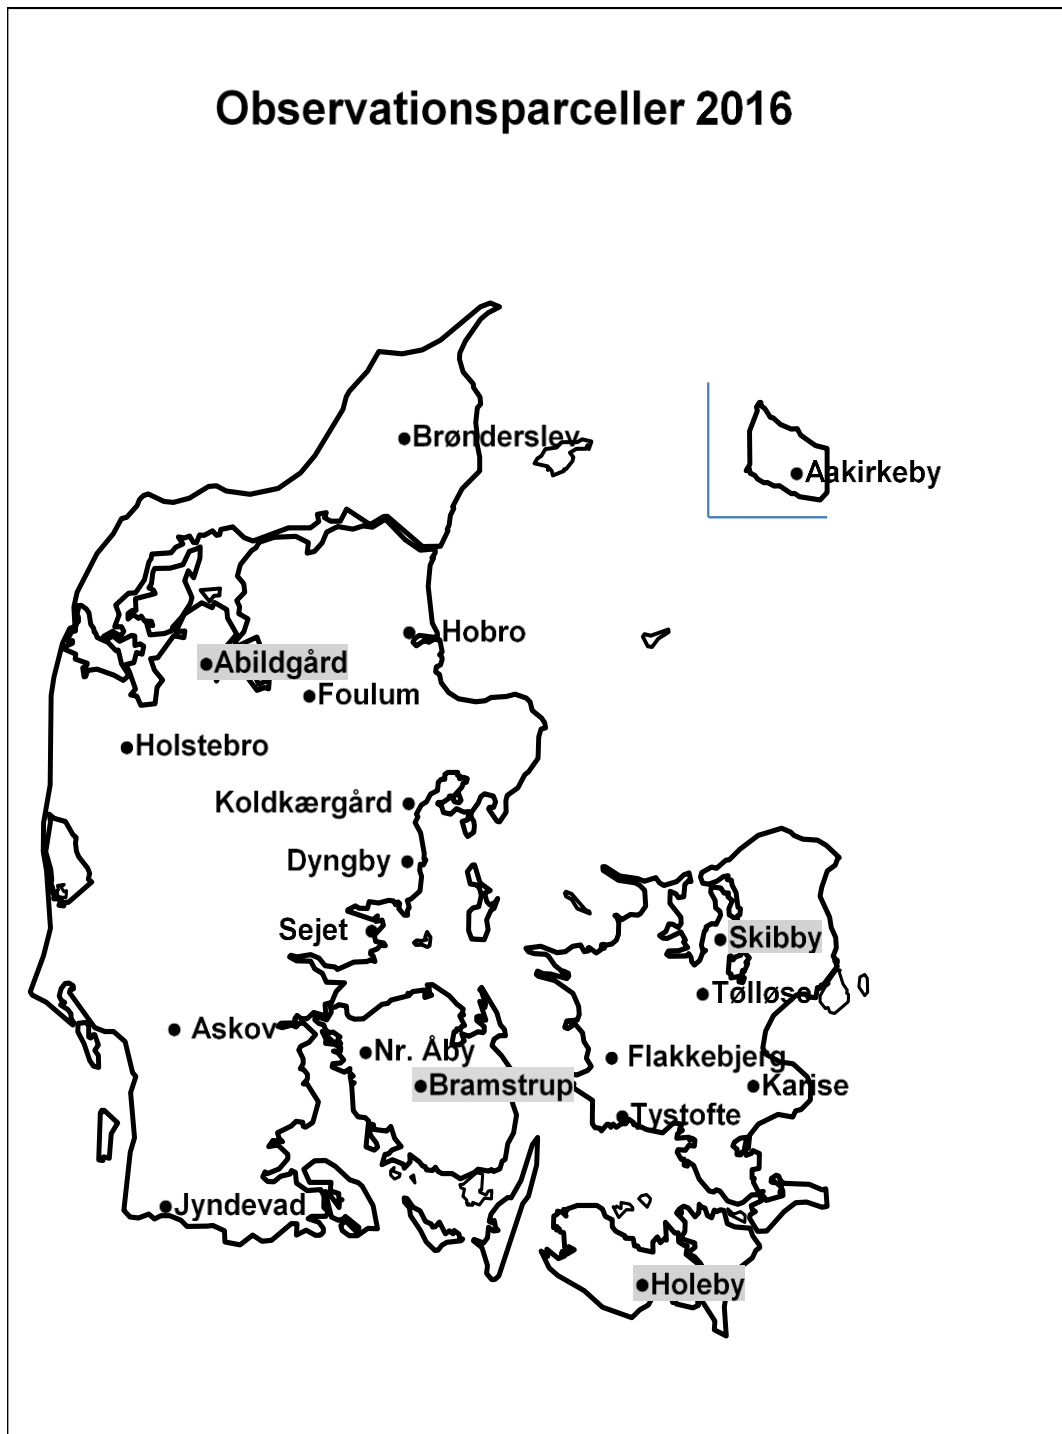 Observationsparceller 2016
Brønderslev
Aakirkeby
Hobro
Abildgård
Foulum
Holstebro
Koldkærgård
Dyngby
Sejet
Skibby
Tølløse
Askov
Nr. Åby
Flakkebjerg
Bramstrup
Karise
Tystofte
Jyndevad
Holeby